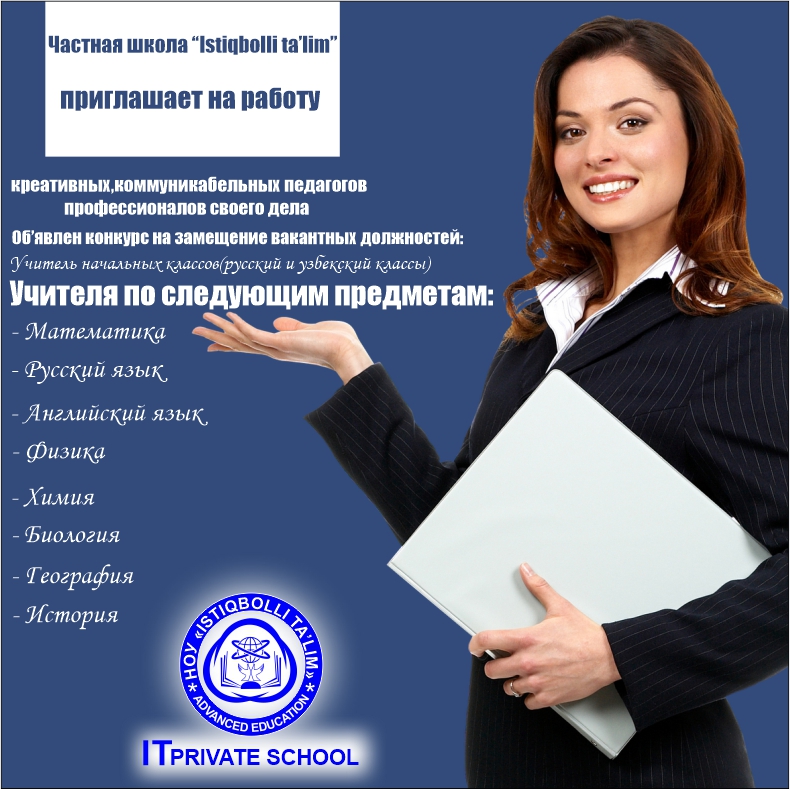 Частная школа “Istiqbolli ta’lim”
приглашает на работу
креативных,коммуникабельных педагогов
профессионалов своего дела
Об’явлен конкурс на замещение вакантных должностей:
Учитель начальных классов(русский и узбекский классы)
Учителя по следующим предметам:
- Математика
- Русский язык
- Английский язык
- Физика
- Химия
- Биология
- География
- История
НОУ «ISTIQBOLLI TA’LIM»
* ADVANCED EDUCATION *
ITPRIVATE SCHOOL